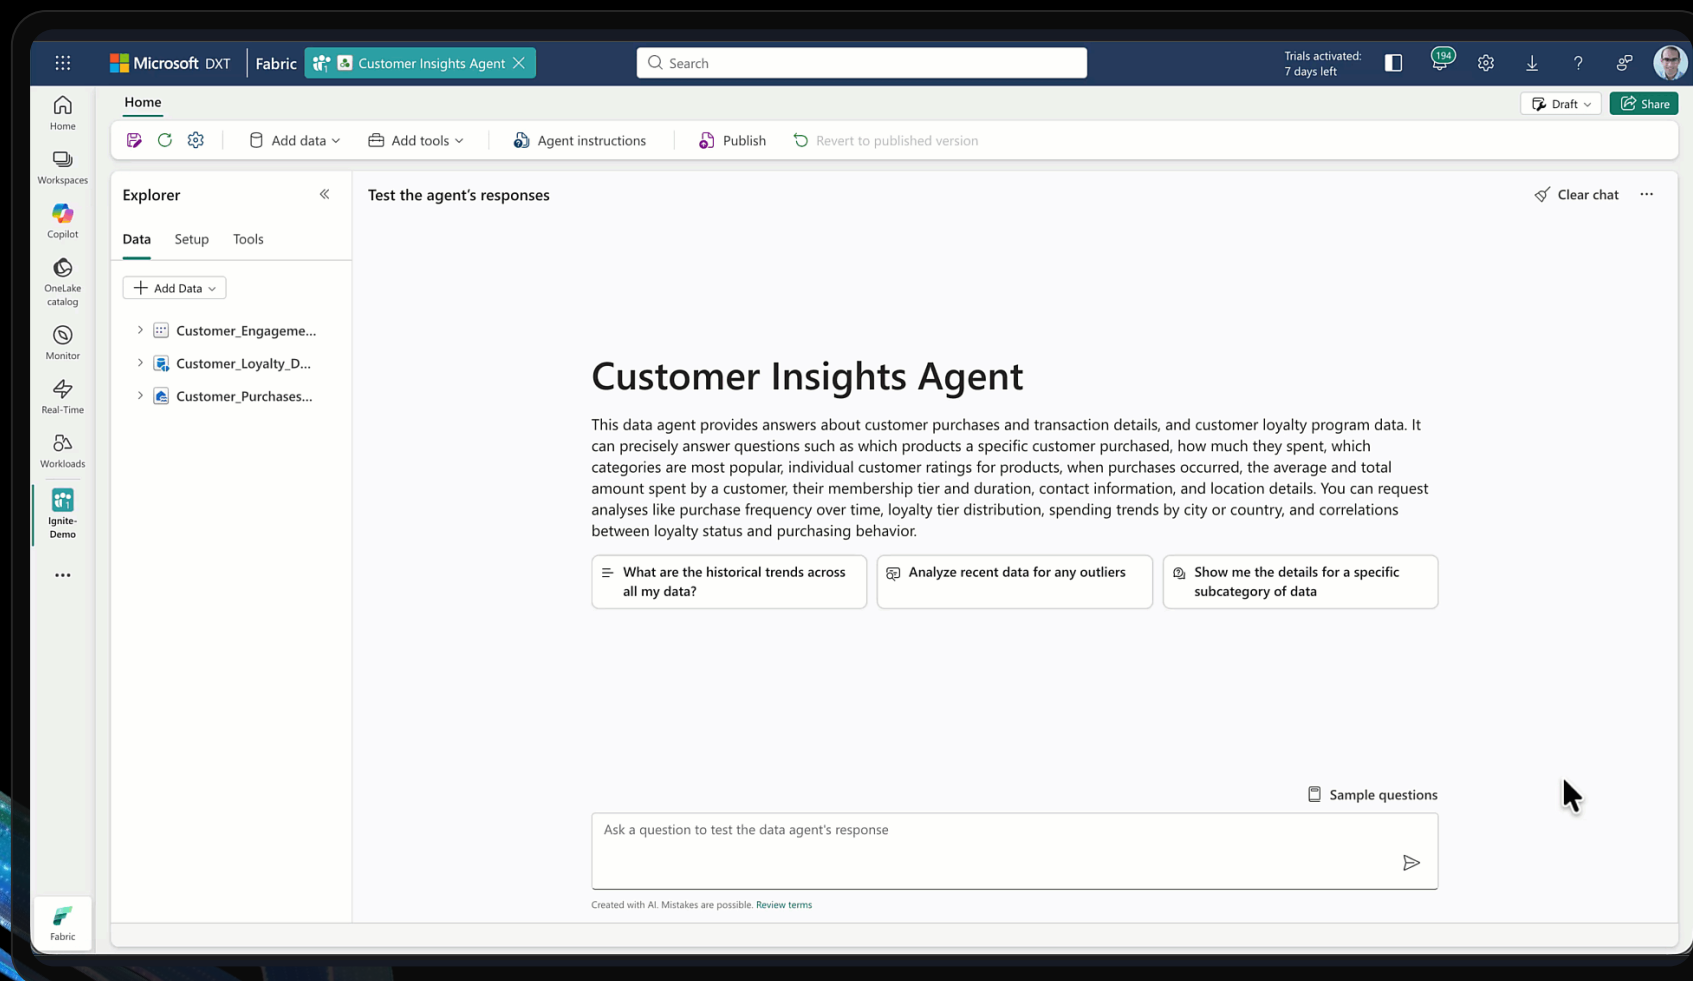 Microsoft DXT
Fabric
Customer Insights Agent
Search
Trials activated:
7 days left
194
Home
Draft
Share
Add data
Add tools
Agent instructions
Publish
Revert to published version
Home
Workspaces
Copilot
OneLake
catalog
Monitor
Real-Time
Workloads
Ignite-
Demo
Fabric
Explorer
Data
Setup
Tools
Add Data
Customer_Engageme...
Customer_Loyalty_D...
Customer_Purchases...
Test the agent's responses
Clear chat
Customer Insights Agent
This data agent provides answers about customer purchases and transaction details, and customer loyalty program data. It
can precisely answer questions such as which products a specific customer purchased, how much they spent, which
categories are most popular, individual customer ratings for products, when purchases occurred, the average and total
amount spent by a customer, their membership tier and duration, contact information, and location details. You can request
analyses like purchase frequency over time, loyalty tier distribution, spending trends by city or country, and correlations
between loyalty status and purchasing behavior.
What are the historical trends across
all my data?
Analyze recent data for any outliers
Show me the details for a specific
subcategory of data
Sample questions
Ask a question to test the data agent's response
Created with AI. Mistakes are possible. Review terms